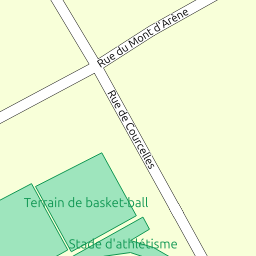 Rue du Mont d'Arène
Rue de Courcelles
Terrain de basket-ball
Stade d'athlétisme